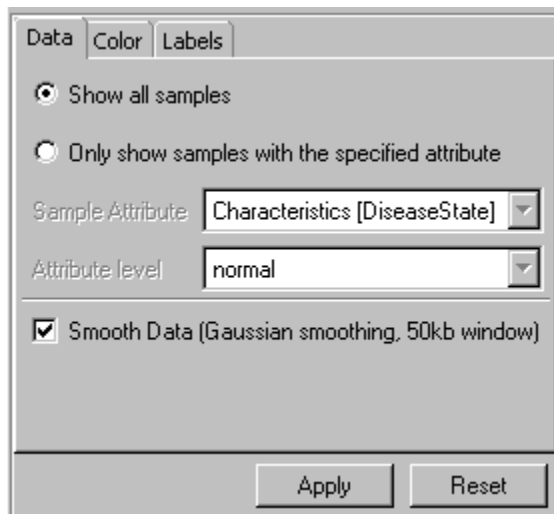 Data Color Labels
Show all samples
Only show samples with the specified attribute
Sample Attribute Characteristics [DiseaseState]
Attribute level normal
Smooth Data (Gaussian smoothing, 50kb window)
Apply Reset